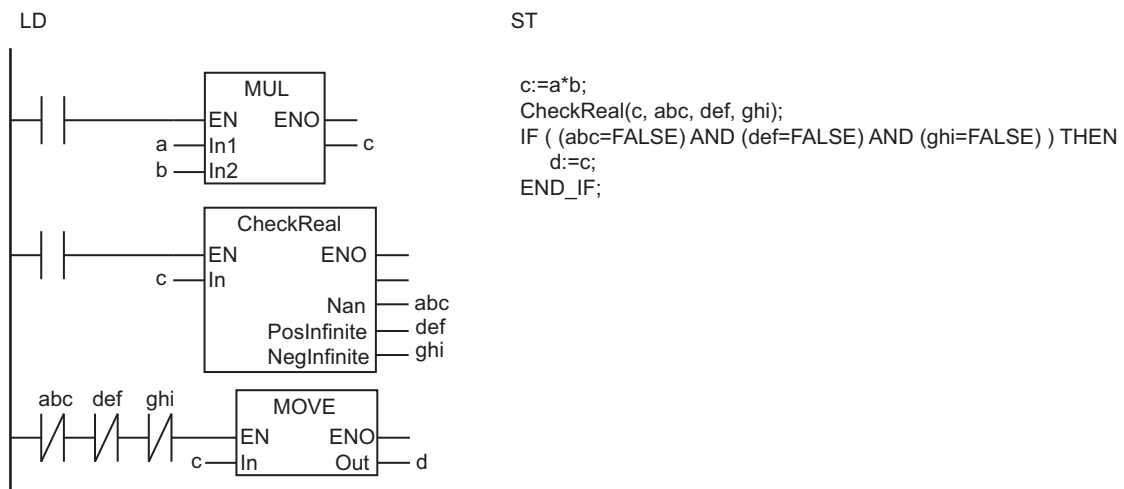 LD
MUL
EN ENO
a In1 c
b In2
CheckReal
EN ENO
c In
Nan abc
PosInfinite def
NegInfinite ghi
abc def ghi
MOVE
EN ENO
c In Out d
ST
c:=a*b;
CheckReal(c, abc, def, ghi);
IF ( (abc=FALSE) AND (def=FALSE) AND (ghi=FALSE) ) THEN
d:=c;
END_IF;